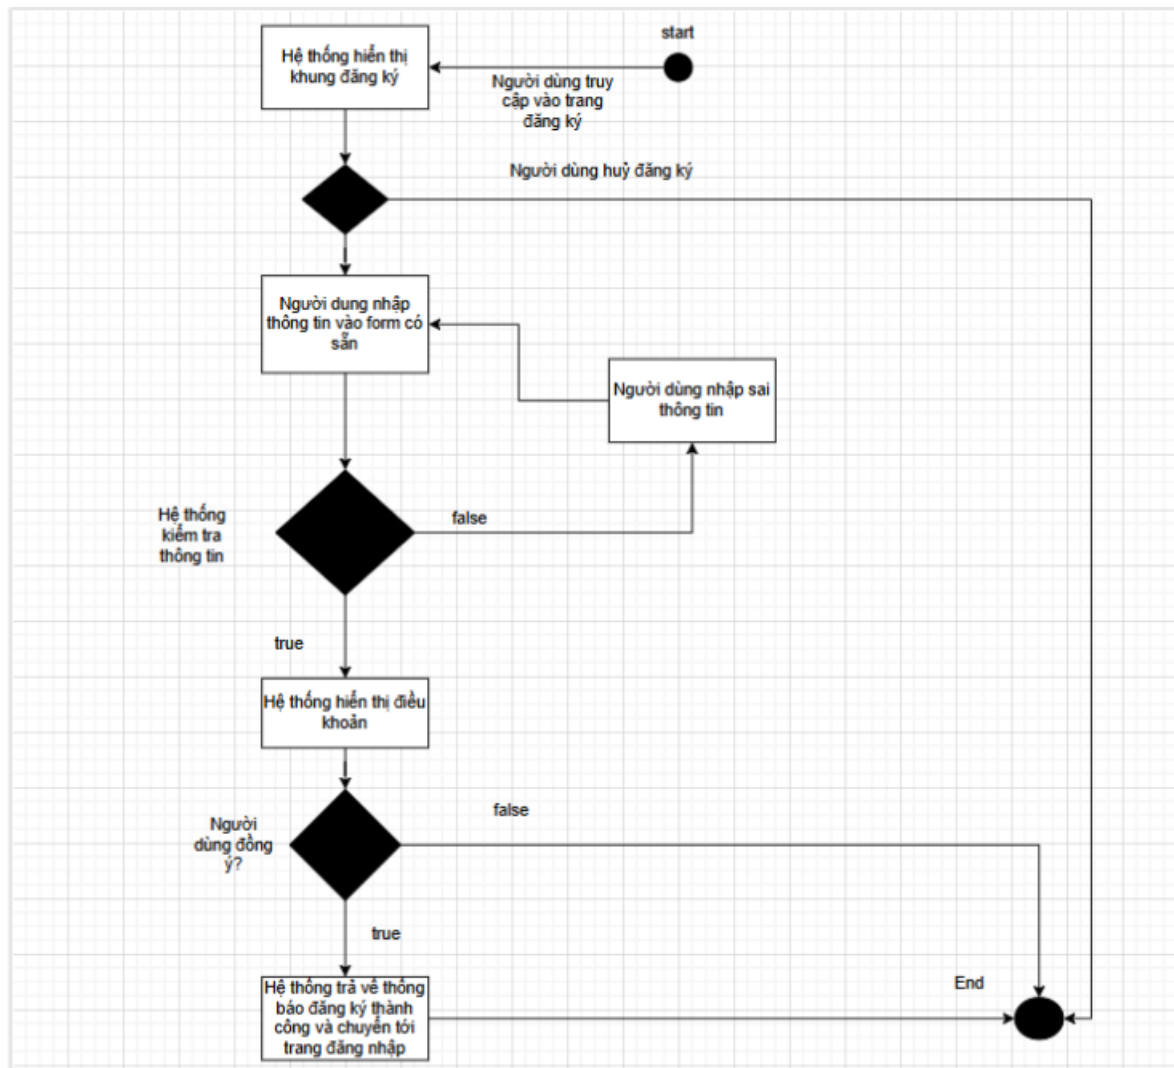 start
Hệ thống hiển thị
khung đăng ký
Người dùng truy
cập vào trang
đăng ký
Người dùng huỷ đăng ký
Người dung nhập
thông tin vào form có
sẵn
Người dùng nhập sai
thông tin
Hệ thống
kiểm tra
thông tin
false
true
Hệ thống hiển thị điều
khoản
Người
dùng đồng
ý?
false
true
Hệ thống trả về thông
báo đăng ký thành
công và chuyển tới
trang đăng nhập
End